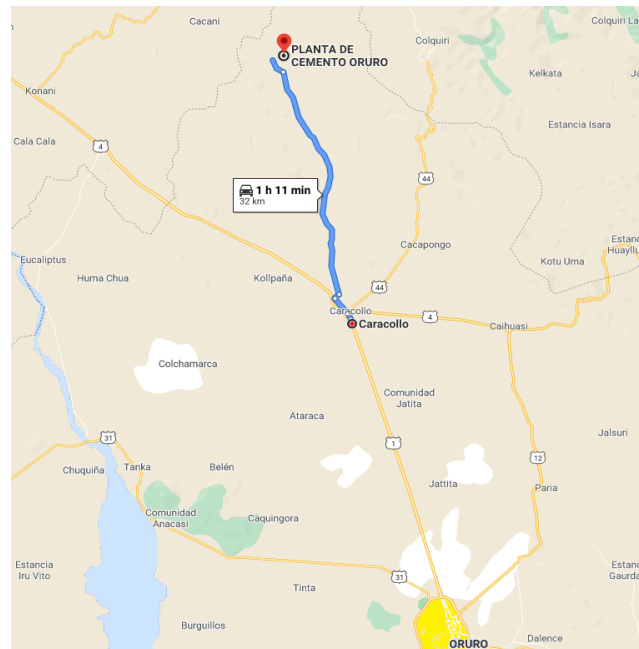 Cacani
Colquiri
Colquiri La
PLANTA DE
CEMENTO ORURO
Konani
Kelkata
Ja
Estancia Isara
Cala Cala
4
44
1 h 11 min
32 km
Cacapongo
Estanc
Huayllu
Eucaliptus
Huma Chua
Kollpaña
Kotu Uma
44
Caracollo
4
Caracollo
Caihuasi
Colchamarca
Comunidad
Jatita
Ataraca
Jalsuri
31
1
12
Chuquiña
Tanka
Belén
Jattita
Paria
Comunidad
Anacasi
Caquingora
Estancia
Iru Vito
Tinta
31
Estanc
Gaurda
Burguillos
ORURO
Dalence